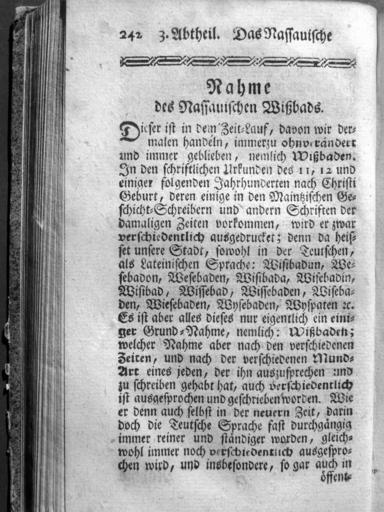 242 3. Abtheil. Das Nassauische
Nahme
des Nassauischen Wißbads.
Dieser ist in dem Zeit-Lauf, davon wir der-
malen handeln, immerzu ohnverändert
und immer geblieben, nemlich Wißbaden.
In den schriftlichen Urkunden des 11, 12 und
einiger folgenden Jahrhunderten nach Christi
Geburt, deren einige in den Maintzischen Ge-
schicht-Schreibern und andern Schriften der
damaligen Zeiten vorkommen, wird er zwar
verschiedentlich ausgedrucket; denn da heis-
set unsere Stadt, sowohl in der Teutschen,
als Lateinischen Sprache: Wisibadun, We-
sebadon, Wesebaden, Wisibada, Wisebadin,
Wisibad, Wissebad, Wissebaden, Wiseba-
den, Wiesebaden, Wysebaden, Wyspaten ꝛc.
Es ist aber alles dieses nur eigentlich ein eini-
ger Grund-Nahme, nemlich: Wißbaden;
welcher Nahme aber nach den verschiedenen
Zeiten, und nach der verschiedenen Mund-
Art eines jeden, der ihn auszusprechen und
zu schreiben gehabt hat, auch verschiedentlich
ist ausgesprochen und geschrieben worden. Wie
er denn auch selbst in der neuern Zeit, darin
doch die Teutsche Sprache fast durchgängig
immer reiner und ständiger worden, gleich-
wohl immer noch verschiedentlich ausgespro-
chen wird, und insbesondere, so gar auch in
öffent-